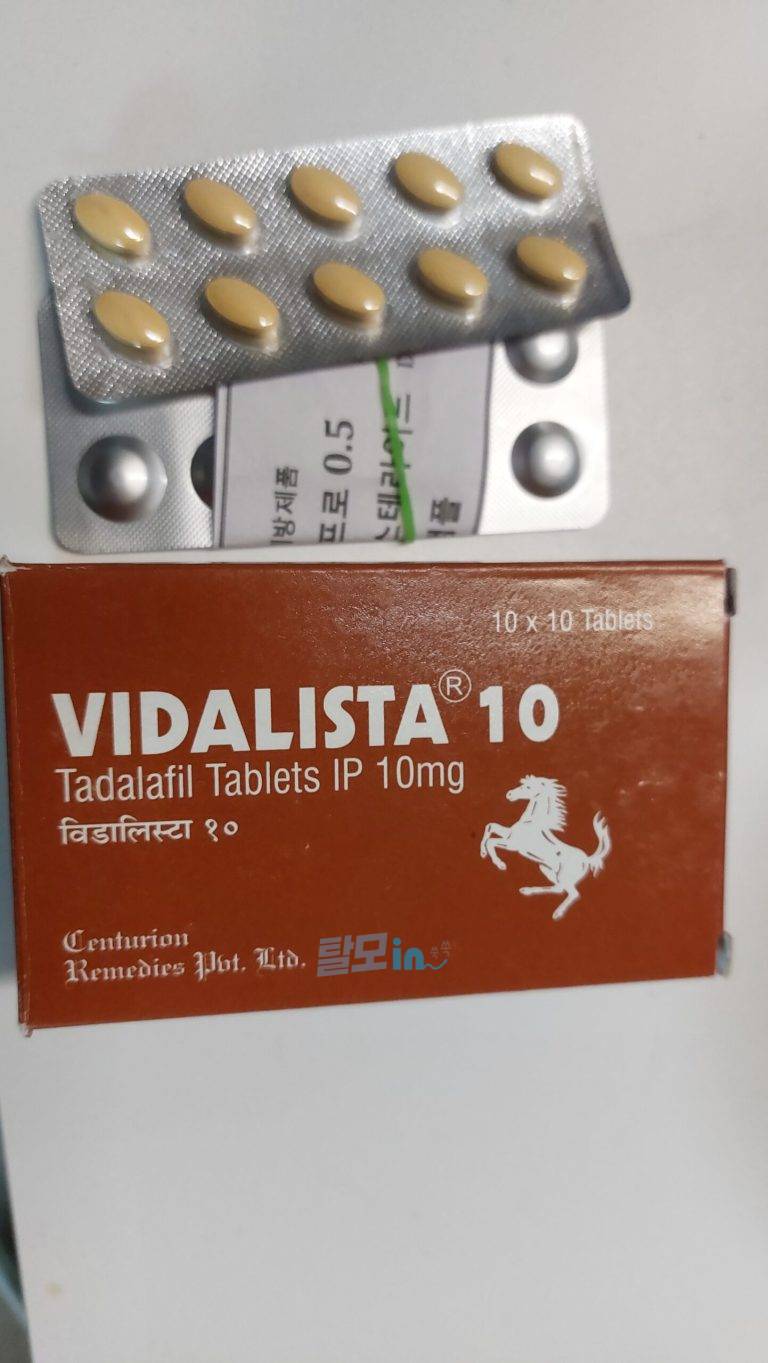 프로 0.5
10 x 10 Tablets
VIDALISTA® 10
Tadalafil Tablets IP 10mg
विडालिस्टा १०
Centurion
Remedies Pvt. Ltd.
탈모in